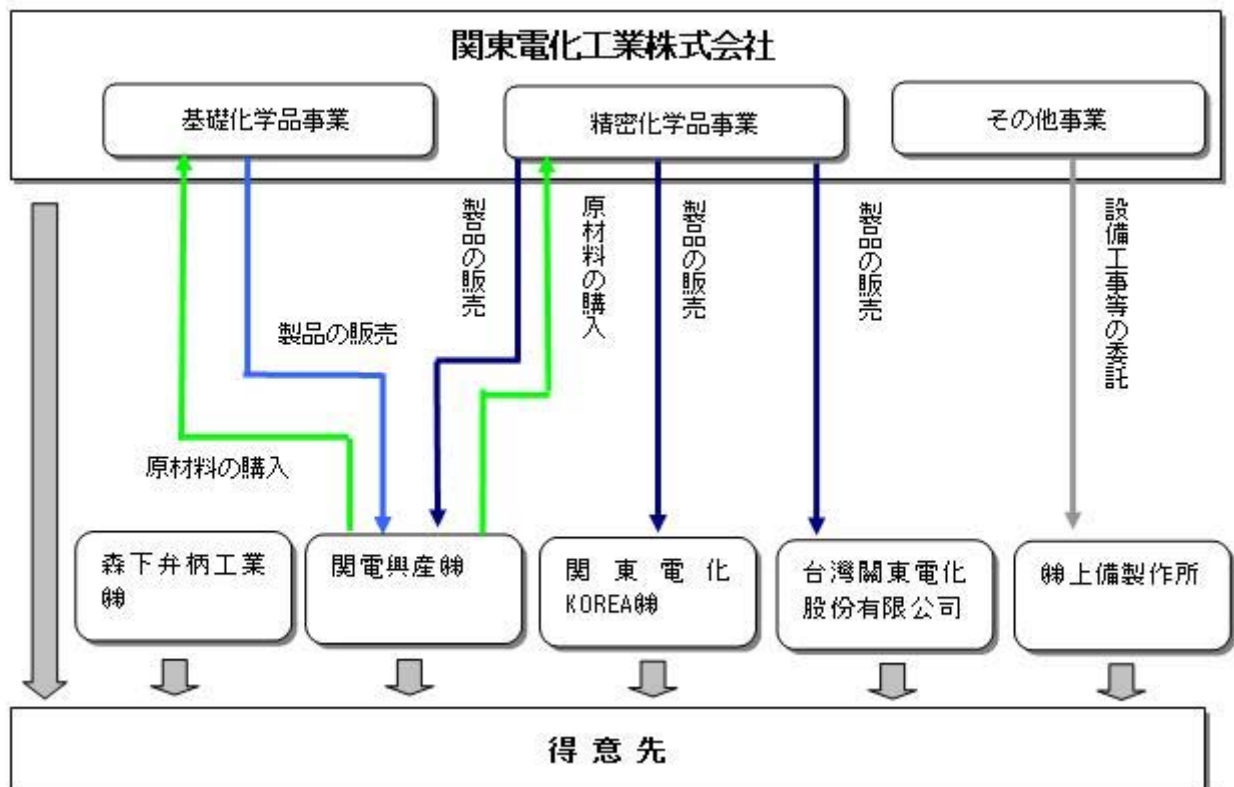 関東電化工業株式会社
基礎化学品事業
精密化学品事業
その他事業
製品の販売
原材料の購入
製品の販売
製品の販売
設備工事等の委託
製品の販売
原材料の購入
森下弁柄工業
㈱
関電興産㈱
関東電化
KOREA㈱
台灣關東電化
股份有限公司
㈱上備製作所
得意先